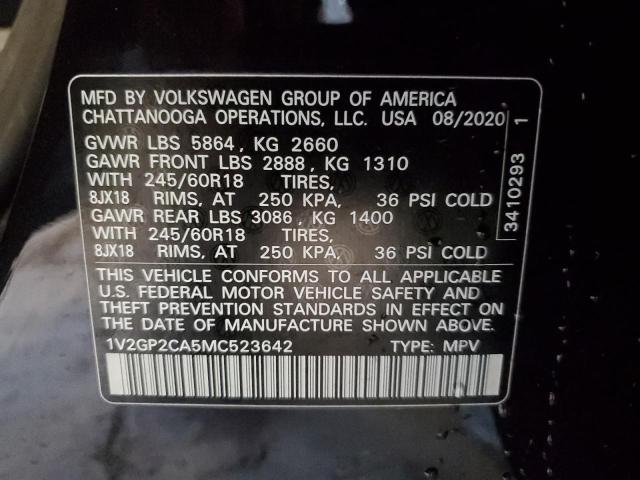 MFD BY VOLKSWAGEN GROUP OF AMERICA
CHATTANOOGA OPERATIONS, LLC. USA 08/2020
GVWR LBS 5864, KG 2660
GAWR FRONT LBS 2888, KG 1310
WITH 245/60R18 TIRES,
8JX18 RIMS, AT 250 KPA, 36 PSI COLD
GAWR REAR LBS 3086, KG 1400
WITH 245/60R18 TIRES,
8JX18 RIMS, AT 250 KPA, 36 PSI COLD
THIS VEHICLE CONFORMS TO ALL APPLICABLE
U.S. FEDERAL MOTOR VEHICLE SAFETY AND
THEFT PREVENTION STANDARDS IN EFFECT ON
THE DATE OF MANUFACTURE SHOWN ABOVE.
1V2GP2CA5MC523642 TYPE: MPV
3410293 1